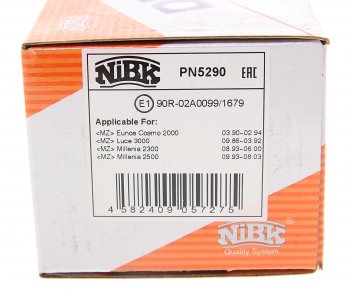 NiBK PN5290 EAC
E1 90R-02A0099/1679
Applicable For:
<MZ> Eunos Cosmo 2000 03.90-02.94
<MZ> Luce 3000 09.86-03.92
<MZ> Millenia 2300 08.93-06.00
<MZ> Millenia 2500 09.93-08.03
4 582409 057275
NiBK
Quality System